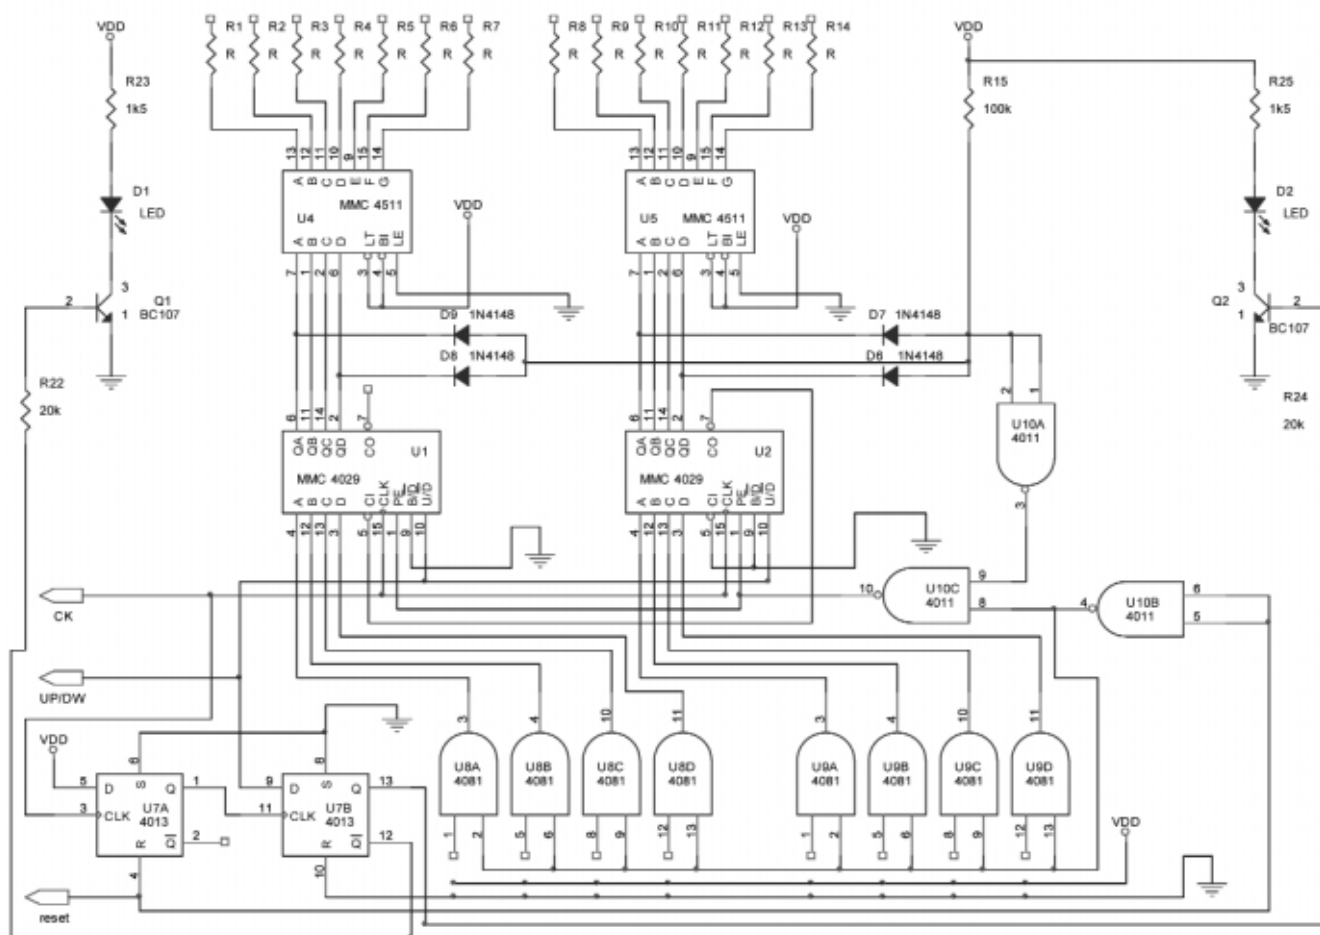 VDD
R1 R2 R3 R4 R5 R6 R7
R R R R R R R
R8 R9 R10 R11 R12 R13 R14
R R R R R R R
VDD
R23
1k5
R15
100k
R25
1k5
13 12 11 10 9 15 14
A B C D E F G
MMC 4511
U4
A B C D LT BI LE
7 1 2 6 3 4 5
VDD
13 12 11 10 9 15 14
A B C D E F G
MMC 4511
U5
A B C D LT BI LE
7 1 2 6 3 4 5
VDD
D1
LED
D2
LED
3
2
1
Q1
BC107
3
Q2
2
1
BC107
D9 1N4148
D8 1N4148
D7 1N4148
D6 1N4148
R22
20k
R24
20k
2 1
U10A
4011
3
6 11 14 2 7
QA QB QC QD CO
U1
MMC 4029
A B C D CI CLK PE B/D U/D
4 12 13 3 5 15 1 9 10
6 11 14 2 7
QA QB QC QD CO
U2
MMC 4029
A B C D CI CLK PE B/D U/D
4 12 13 3 5 15 1 9 10
CK
10
U10C
4011
9
8
4
U10B
4011
6
5
UP/DW
VDD
6
5 D S Q 1
3 CLK
U7A
4013
R Q 2
4
8
9 D S Q 13
11 CLK
U7B
4013
R Q 12
10
3 4 10 11
U8A U8B U8C U8D
4081 4081 4081 4081
1 2 5 6 8 9 12 13
3 4 10 11
U9A U9B U9C U9D
4081 4081 4081 4081
1 2 5 6 8 9 12 13
VDD
reset